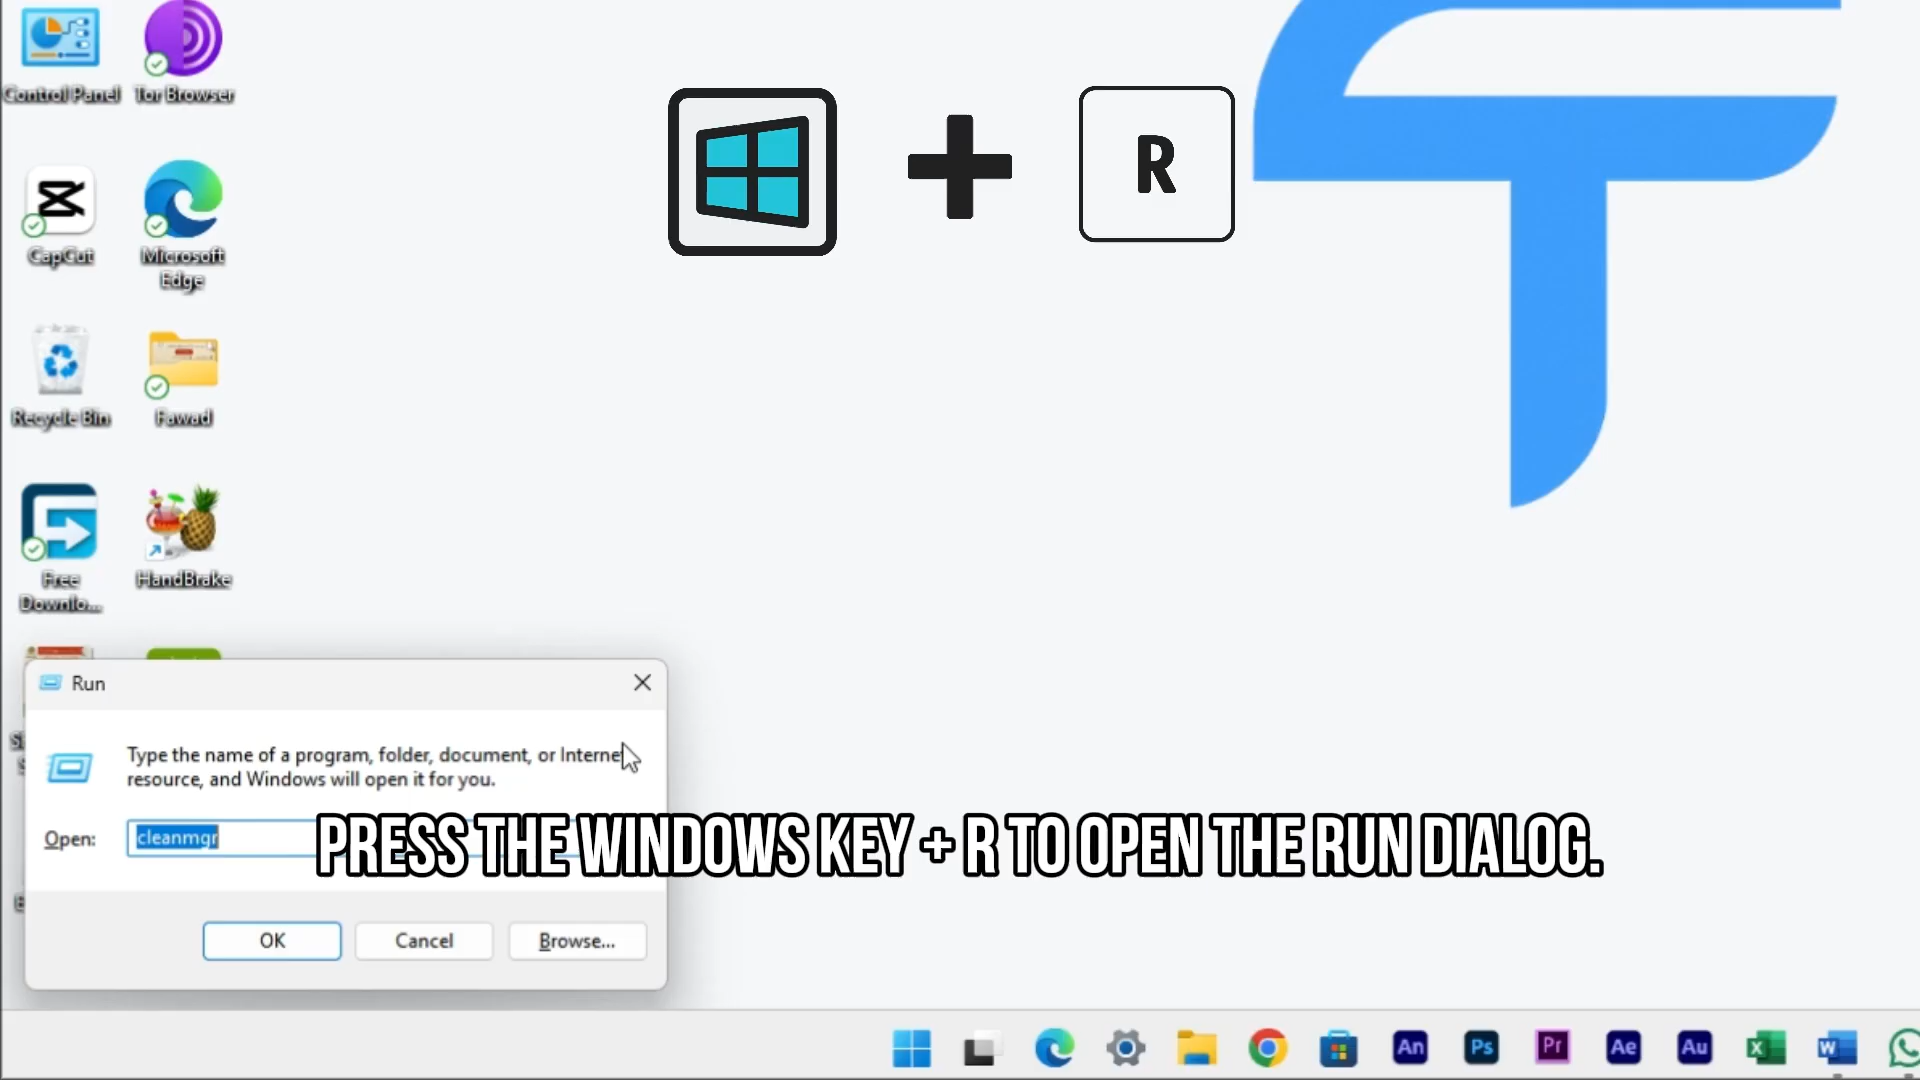 Control Panel
Tor Browser
R
CapCut
Microsoft
Edge
Recycle Bin
Fawad
Free
Downlo...
HandBrake
Run
Type the name of a program, folder, document, or Interne
resource, and Windows will open it for you.
Open:
cleanmgr
PRESS THE WINDOWS KEY + R TO OPEN THE RUN DIALOG.
OK
Cancel
Browse...
An
Ps
Pr
Ae
Au
X
W